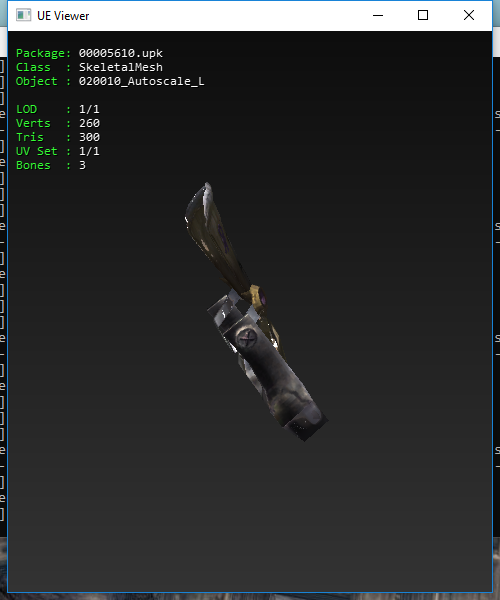 UE Viewer
Package: 00005610.upk
Class  : SkeletalMesh
Object : 020010_Autoscale_L
LOD    : 1/1
Verts  : 260
Tris   : 300
UV Set : 1/1
Bones  : 3